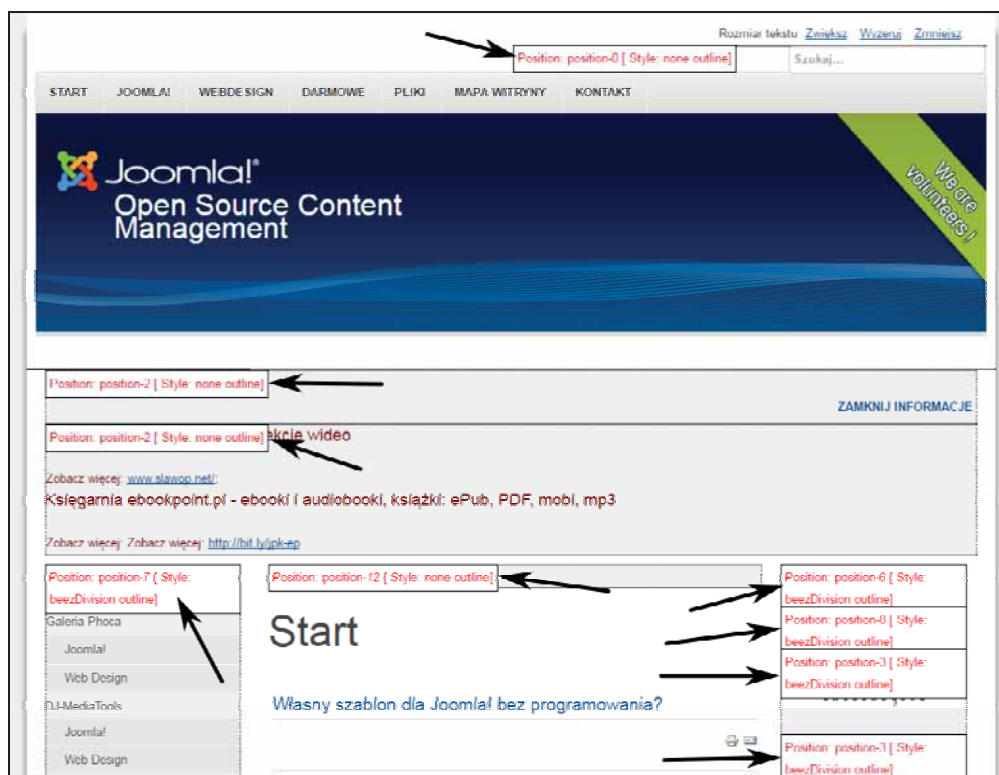 Rozmiar tekstu Zwiększ Wyzeruj Zmniejsz
Position: position-0 [ Style: none outline]
Szukaj...
START JOOMLA! WEBDESIGN DARMOWE PLIKI MAPA WITRYNY KONTAKT
Joomla!®
Open Source Content
Management
We are
volunteers!
Position: position-2 [ Style: none outline]
ZAMKNIJ INFORMACJE
Position: position-2 [ Style: none outline]
ekcje wideo
Zobacz więcej: www.slawop.net/:
Księgarnia ebookpoint.pl - ebooki i audiobooki, książki: ePub, PDF, mobi, mp3
Zobacz więcej: Zobacz więcej: http://bit.ly/jpk-ep
Position: position-7 [ Style:
beezDivision outline]
Galeria Phoca
Joomla!
Web Design
DJ-MediaTools
Joomla!
Web Design
Position: position-12 [ Style: none outline]
Start
Własny szablon dla Joomla! bez programowania?
Position: position-6 [ Style:
beezDivision outline]
Position: position-8 [ Style:
beezDivision outline]
Position: position-3 [ Style:
beezDivision outline]
Position: position-3 [ Style:
beezDivision outline]